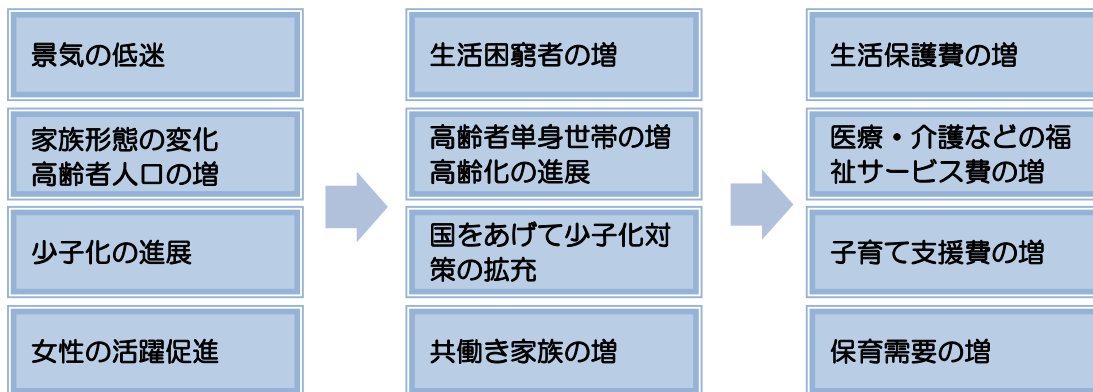 景気の低迷
生活困窮者の増
生活保護費の増
家族形態の変化
高齢者人口の増
高齢者単身世帯の増
高齢化の進展
医療・介護などの福
祉サービス費の増
少子化の進展
国をあげて少子化対
策の拡充
子育て支援費の増
女性の活躍促進
共働き家族の増
保育需要の増